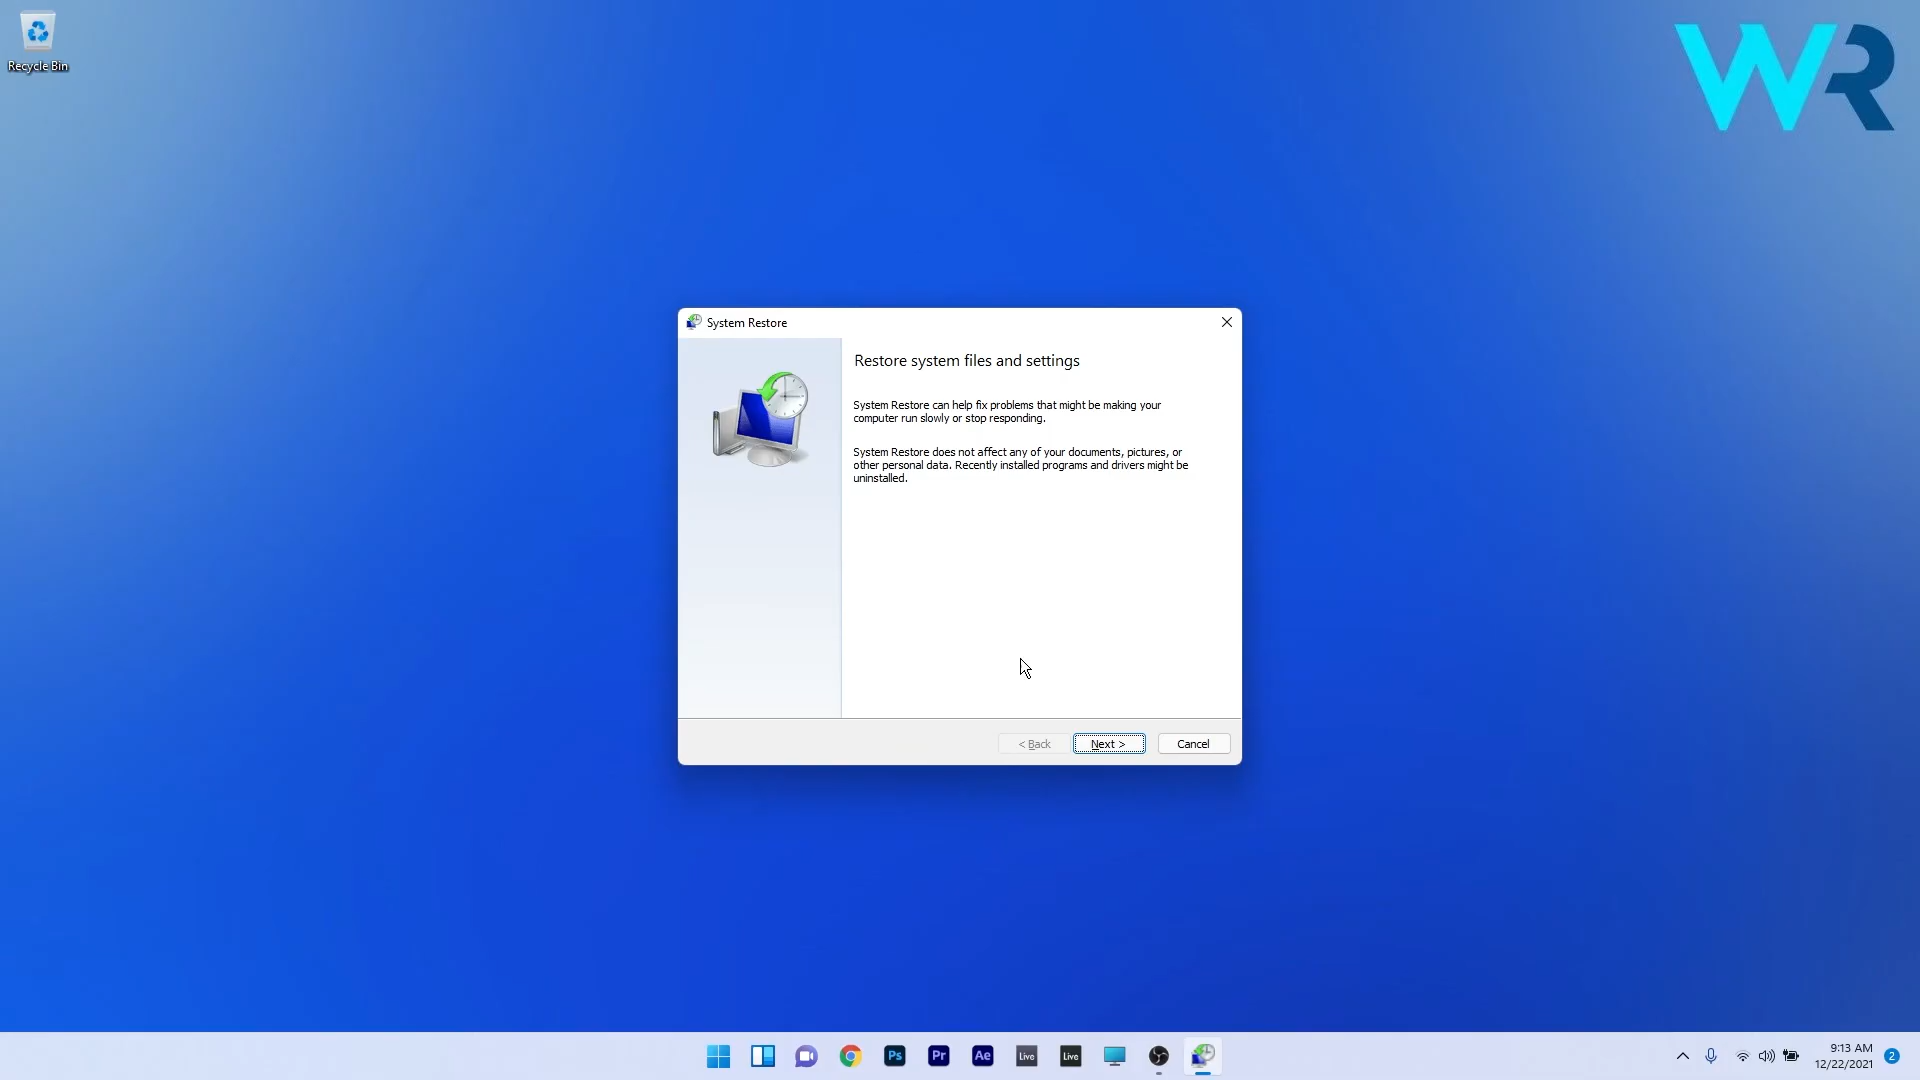 Recycle Bin
WR
System Restore
Restore system files and settings
System Restore can help fix problems that might be making your
computer run slowly or stop responding.
System Restore does not affect any of your documents, pictures, or
other personal data. Recently installed programs and drivers might be
uninstalled.
< Back
Next >
Cancel
Ps
Pr
Ae
Live
Live
9:13 AM
12/22/2021
2